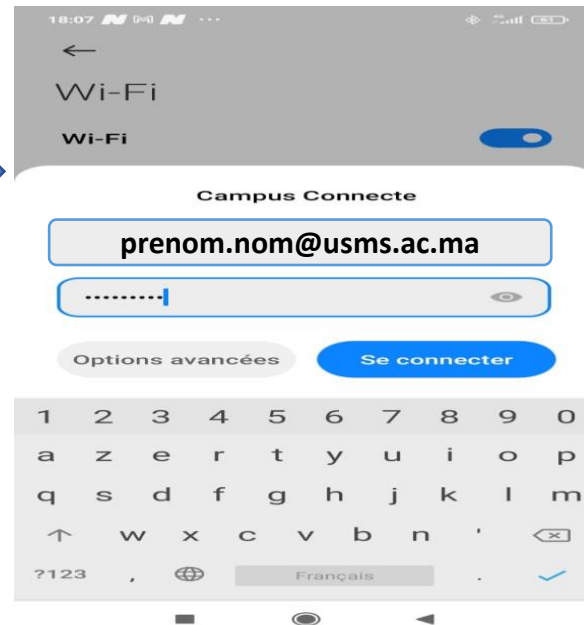 18:07
Wi-Fi
Wi-Fi
Campus Connecte
prenom.nom@usms.ac.ma
Options avancées
Se connecter
1 2 3 4 5 6 7 8 9 0
a z e r t y u i o p
q s d f g h j k l m
w x c v b n '
?123 , Français .